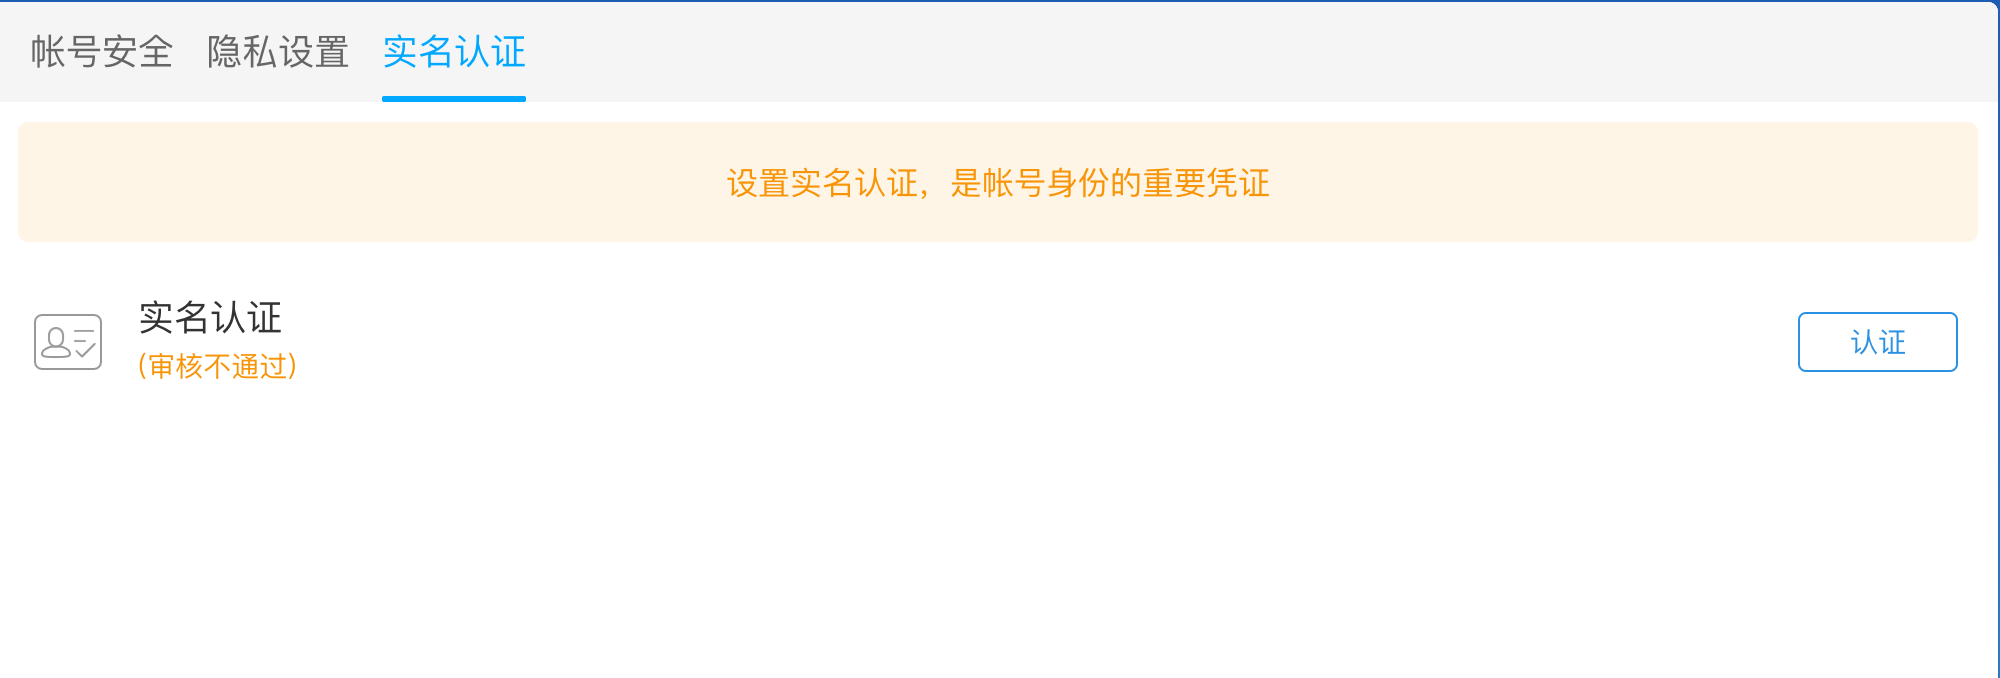 帐号安全 隐私设置 实名认证
设置实名认证，是帐号身份的重要凭证
实名认证
(审核不通过)
认证